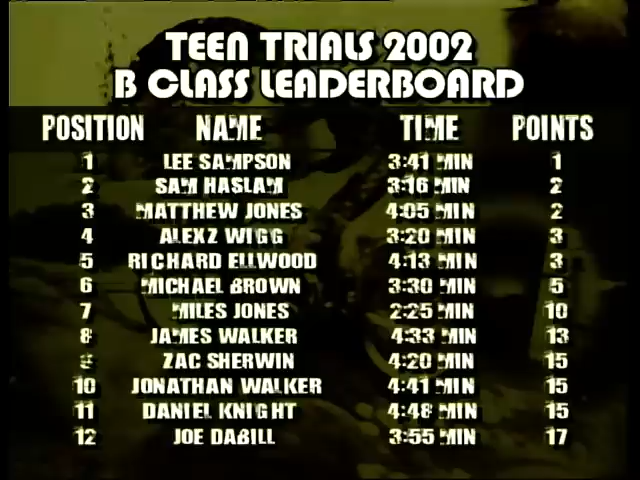 TEEN TRIALS 2002
B CLASS LEADERBOARD
POSITION NAME TIME POINTS
1 LEE SAMPSON 3:41 MIN 1
2 SAM HASLAM 3:16 MIN 2
3 MATTHEW JONES 4:05 MIN 2
4 ALEXZ WIGG 3:20 MIN 3
5 RICHARD ELLWOOD 4:13 MIN 3
6 MICHAEL BROWN 3:30 MIN 5
7 MILES JONES 2:25 MIN 10
8 JAMES WALKER 4:33 MIN 13
9 ZAC SHERWIN 4:20 MIN 15
10 JONATHAN WALKER 4:41 MIN 15
11 DANIEL KNIGHT 4:48 MIN 15
12 JOE DABILL 3:55 MIN 17